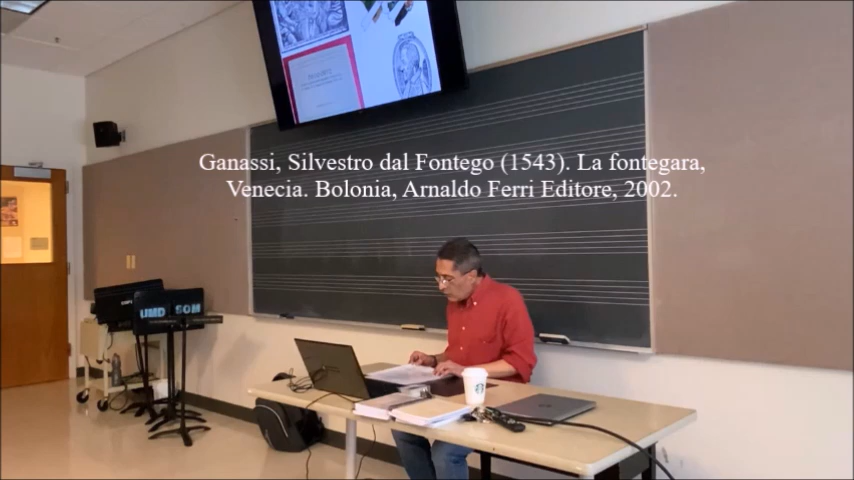 Ganassi, Silvestro dal Fontego (1543). La fontegara,
Venecia. Bolonia, Arnaldo Ferri Editore, 2002.
UMD SOM